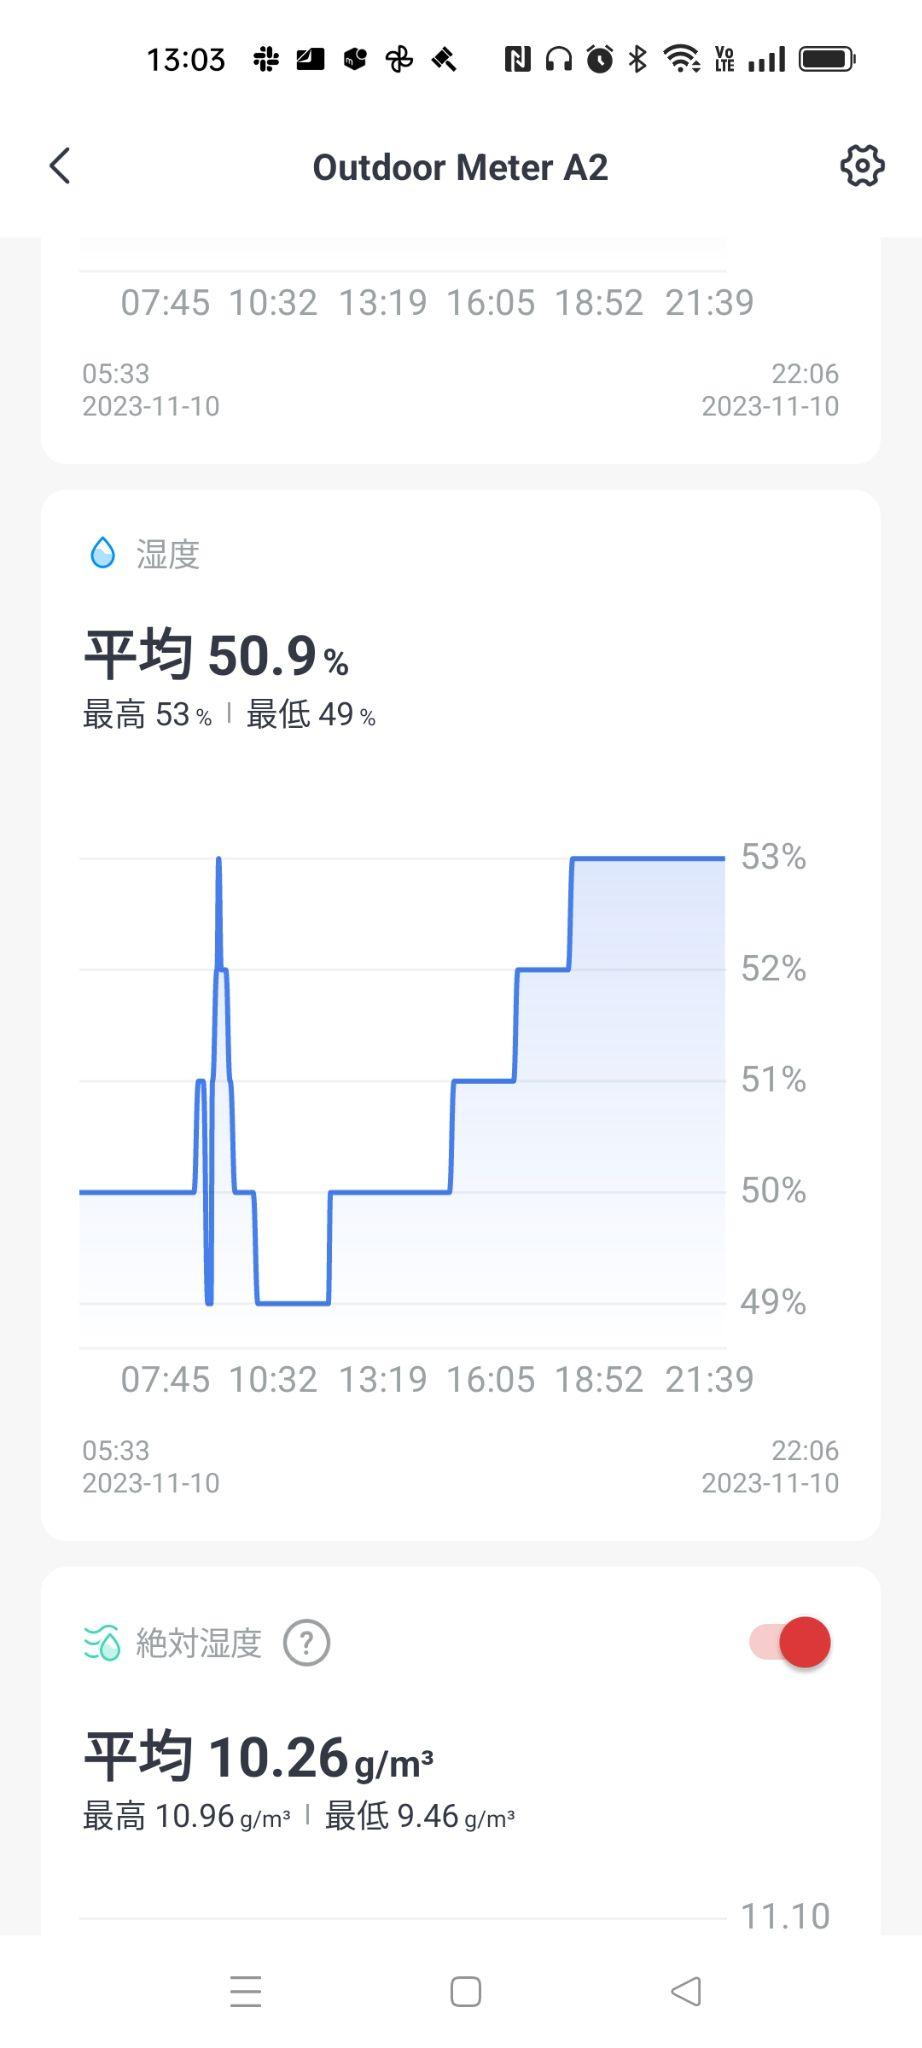 13:03 Vo LTE
Outdoor Meter A2
07:45 10:32 13:19 16:05 18:52 21:39
05:33 22:06
2023-11-10 2023-11-10
湿度
平均 50.9 %
最高 53 % | 最低 49 %
53%
52%
51%
50%
49%
07:45 10:32 13:19 16:05 18:52 21:39
05:33 22:06
2023-11-10 2023-11-10
絶対湿度 ?
平均 10.26 g/m³
最高 10.96 g/m³ | 最低 9.46 g/m³
11.10